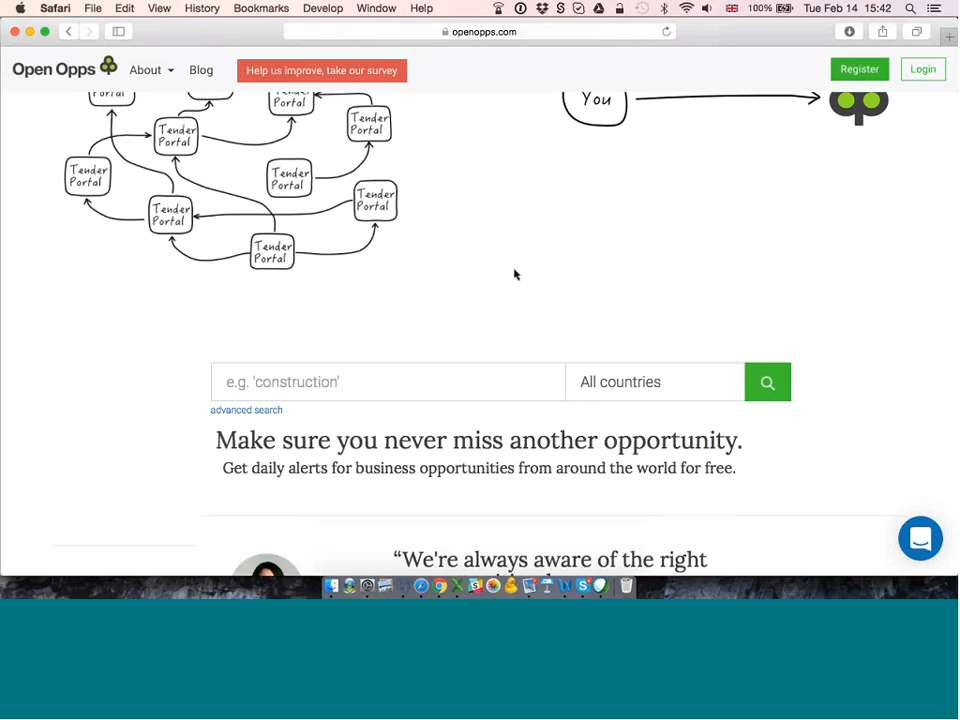 Safari File Edit View History Bookmarks Develop Window Help 100% Tue Feb 14 15:42
openopps.com
Open Opps About Blog Help us improve, take our survey Register Login
Portal
Portal
You
Tender
Portal
Tender
Portal
Tender
Portal
Tender
Portal
Tender
Portal
Tender
Portal
Tender
Portal
e.g. 'construction' All countries
advanced search
Make sure you never miss another opportunity.
Get daily alerts for business opportunities from around the world for free.
“We're always aware of the right